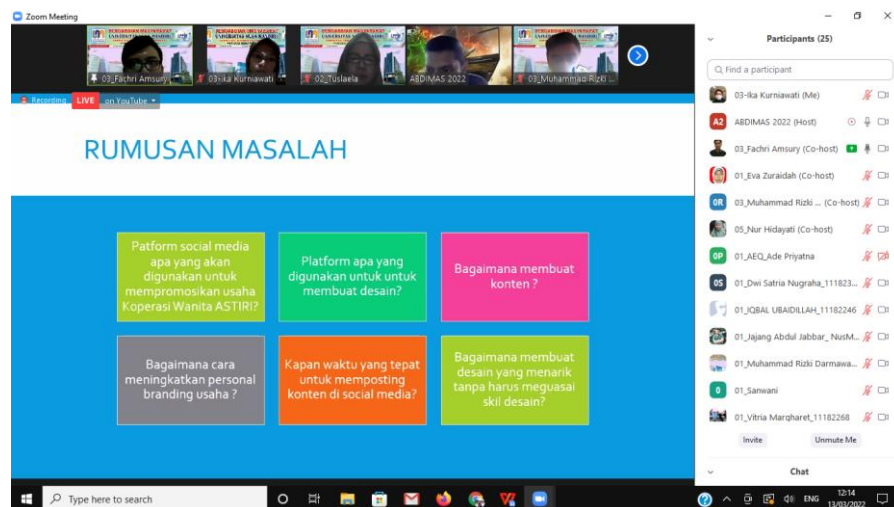 Zoom Meeting
03_Fachri Amsury
03-Ika Kurniawati
02_Tuslaela
ABDIMAS 2022
03_Muhammad Rizki ...
Recording
LIVE on YouTube
RUMUSAN MASALAH
Patform social media
apa yang akan
digunakan untuk
mempromosikan usaha
Koperasi Wanita ASTIRI?
Platform apa yang
digunakan untuk untuk
membuat desain?
Bagaimana membuat
konten ?
Bagaimana cara
meningkatkan personal
branding usaha ?
Kapan waktu yang tepat
untuk memposting
konten di social media?
Bagaimana membuat
desain yang menarik
tanpa harus meguasai
skil desain?
Participants (25)
Find a participant
03-Ika Kurniawati (Me)
A2 ABDIMAS 2022 (Host)
03_Fachri Amsury (Co-host)
01_Eva Zuraidah (Co-host)
0R 03_Muhammad Rizki ... (Co-host)
05_Nur Hidayati (Co-host)
0P 01_AEQ_Ade Priyatna
0S 01_Dwi Satria Nugraha_111823...
01_IQBAL UBAIDILLAH_11182246
01_Jajang Abdul Jabbar_ NusM...
01_Muhammad Rizki Darmawa...
0 01_Sanwani
01_Vitria Margharet_11182268
Invite
Unmute Me
Chat
Type here to search
ENG
12:14
13/03/2022